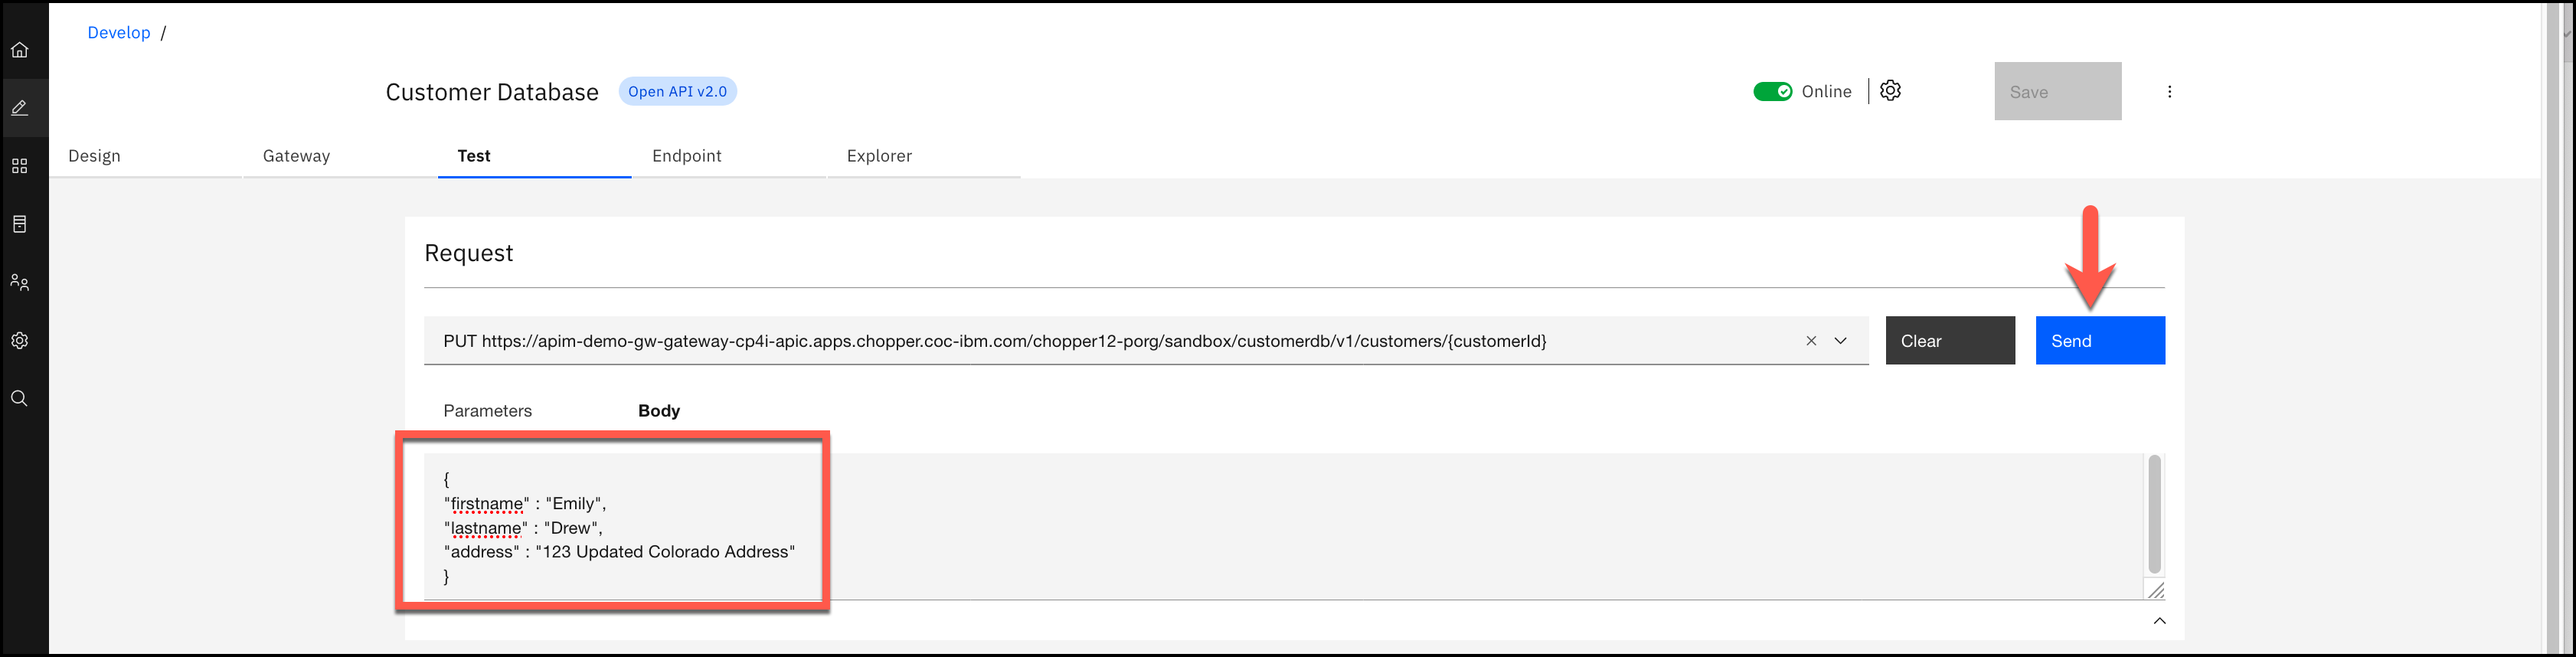 Develop /
Customer Database
Open API v2.0
Online
Save
Design
Gateway
Test
Endpoint
Explorer
Request
PUT https://apim-demo-gw-gateway-cp4i-apic.apps.chopper.coc-ibm.com/chopper12-porg/sandbox/customerdb/v1/customers/{customerId}
Clear
Send
Parameters
Body
{
"firstname" : "Emily",
"lastname" : "Drew",
"address" : "123 Updated Colorado Address"
}